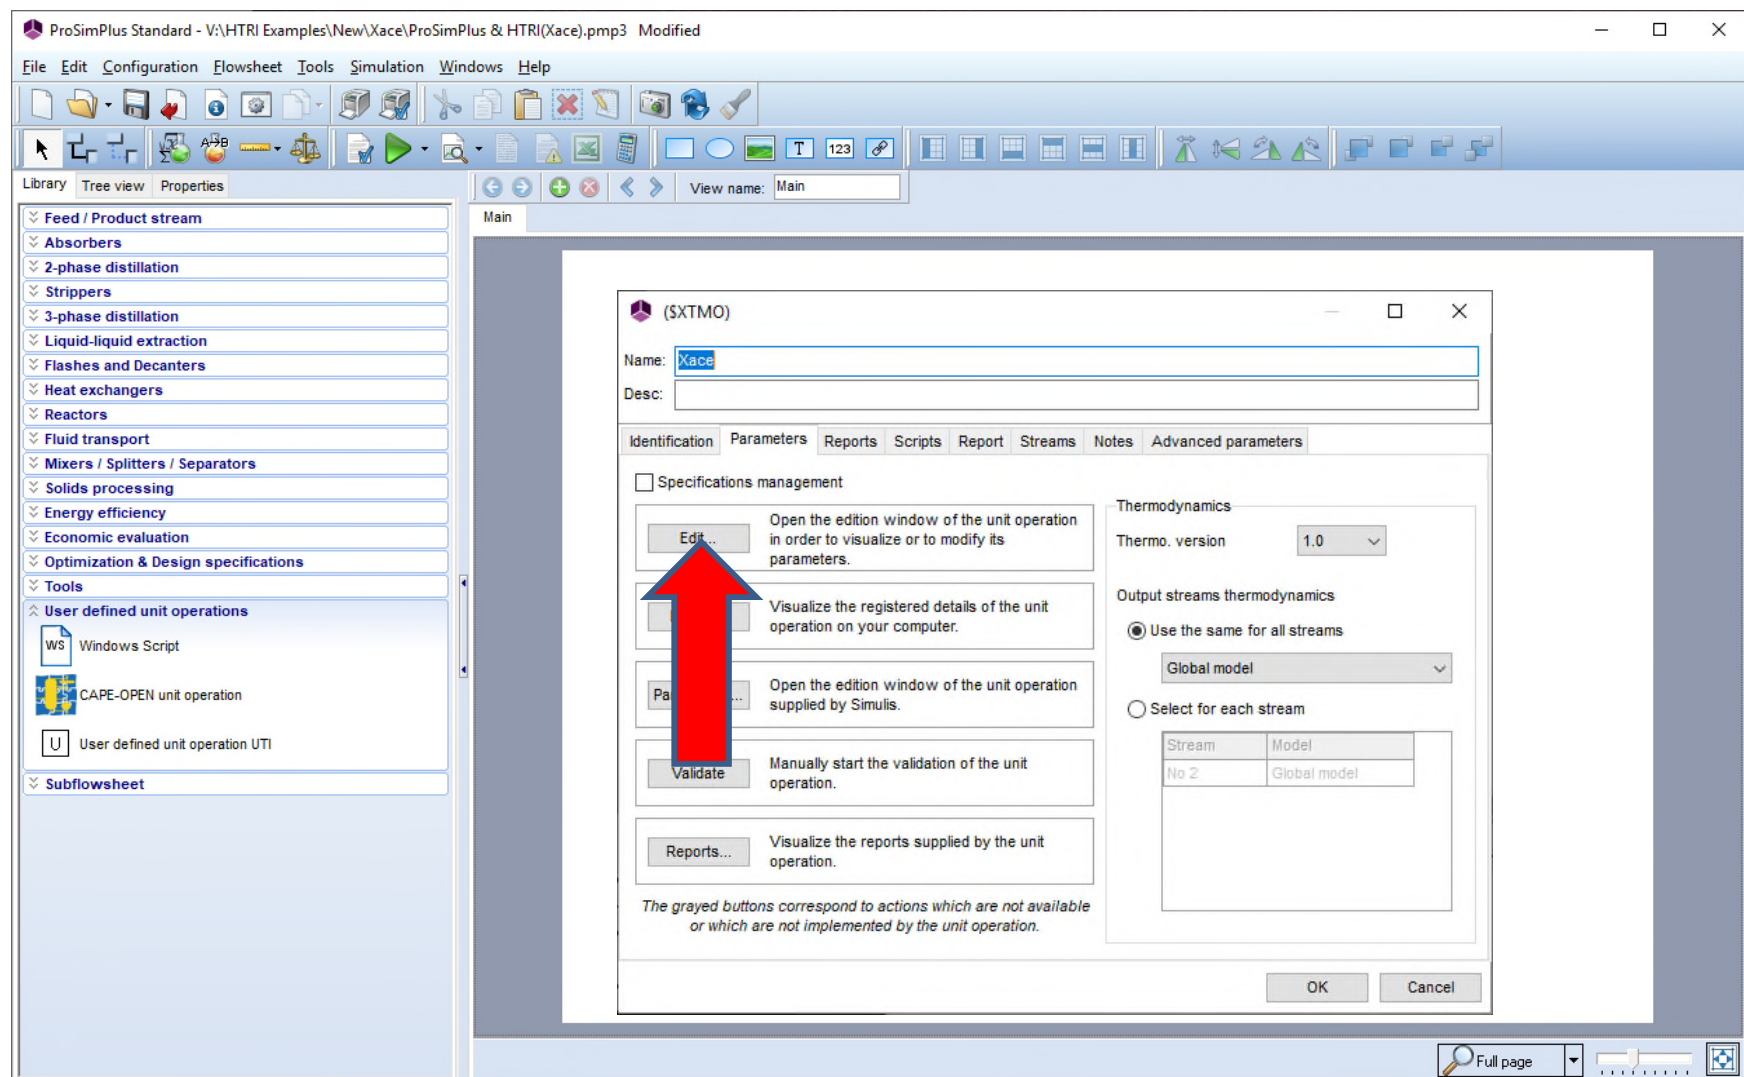 ProSimPlus Standard - V:\HTRI Examples\New\Xace\ProSimPlus & HTRI(Xace).pmp3 Modified
File Edit Configuration Flowsheet Tools Simulation Windows Help
T 123
Library Tree view Properties
View name: Main
Main
Feed / Product stream
Absorbers
2-phase distillation
Strippers
3-phase distillation
Liquid-liquid extraction
Flashes and Decanters
Heat exchangers
Reactors
Fluid transport
Mixers / Splitters / Separators
Solids processing
Energy efficiency
Economic evaluation
Optimization & Design specifications
Tools
User defined unit operations
WS Windows Script
CAPE-OPEN unit operation
U User defined unit operation UTI
Subflowsheet
($XTMO)
Name: Xace
Desc:
Identification Parameters Reports Scripts Report Streams Notes Advanced parameters
Specifications management
Edit...
Open the edition window of the unit operation
in order to visualize or to modify its
parameters.
Visualize the registered details of the unit
operation on your computer.
Open the edition window of the unit operation
supplied by Simulis.
Validate
Manually start the validation of the unit
operation.
Reports...
Visualize the reports supplied by the unit
operation.
The grayed buttons correspond to actions which are not available
or which are not implemented by the unit operation.
Thermodynamics
Thermo. version 1.0
Output streams thermodynamics
Use the same for all streams
Global model
Select for each stream
Stream Model
No 2 Global model
OK Cancel
Full page